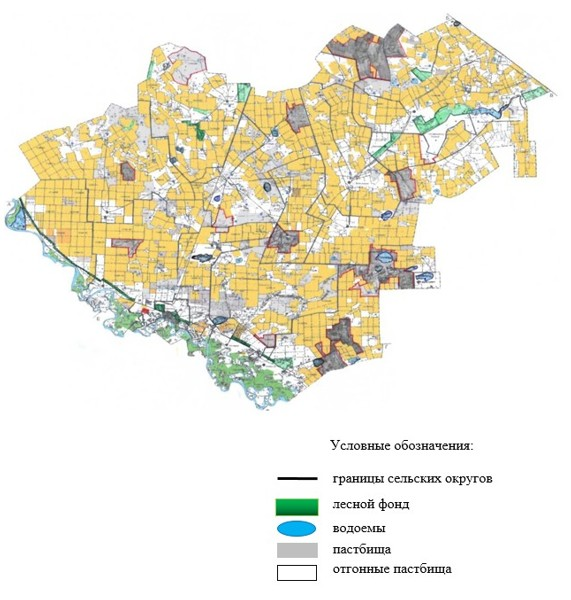 Условные обозначения:
границы сельских округов
лесной фонд
водоемы
пастбища
отгонные пастбища